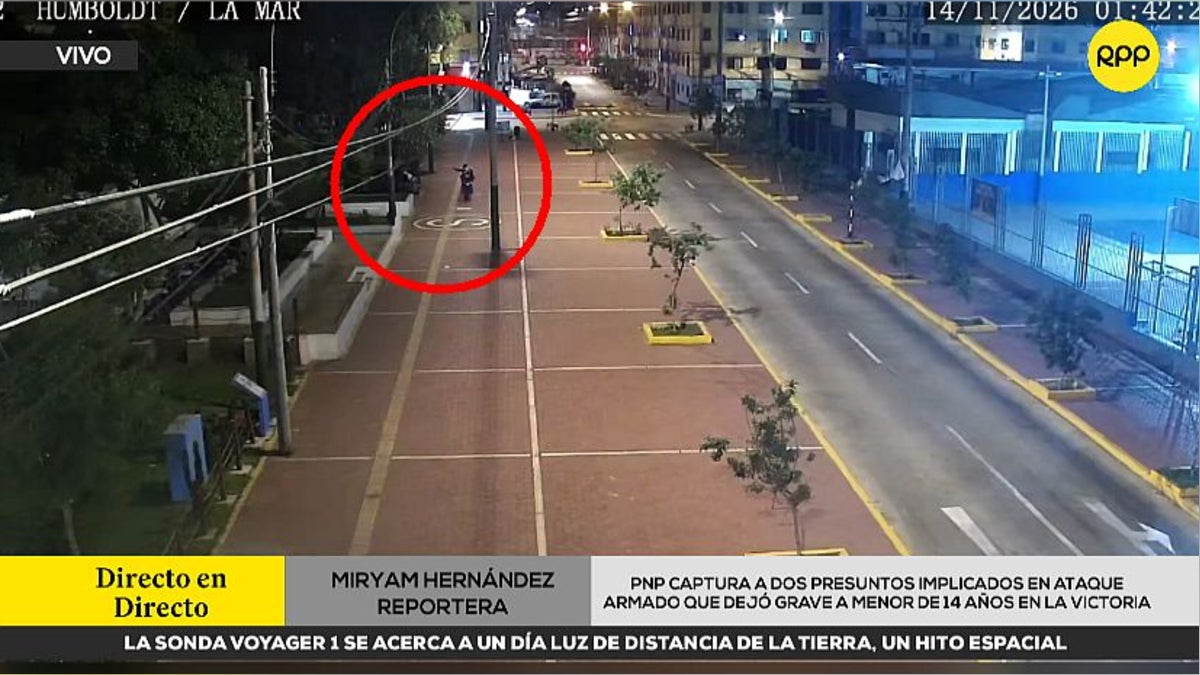 HUMBOLDT / LA MAR
14/11/2026 01:42:2
VIVO
RPP
Directo en
Directo
MIRYAM HERNÁNDEZ
REPORTERA
PNP CAPTURA A DOS PRESUNTOS IMPLICADOS EN ATAQUE
ARMADO QUE DEJÓ GRAVE A MENOR DE 14 AÑOS EN LA VICTORIA
LA SONDA VOYAGER 1 SE ACERCA A UN DÍA LUZ DE DISTANCIA DE LA TIERRA, UN HITO ESPACIAL